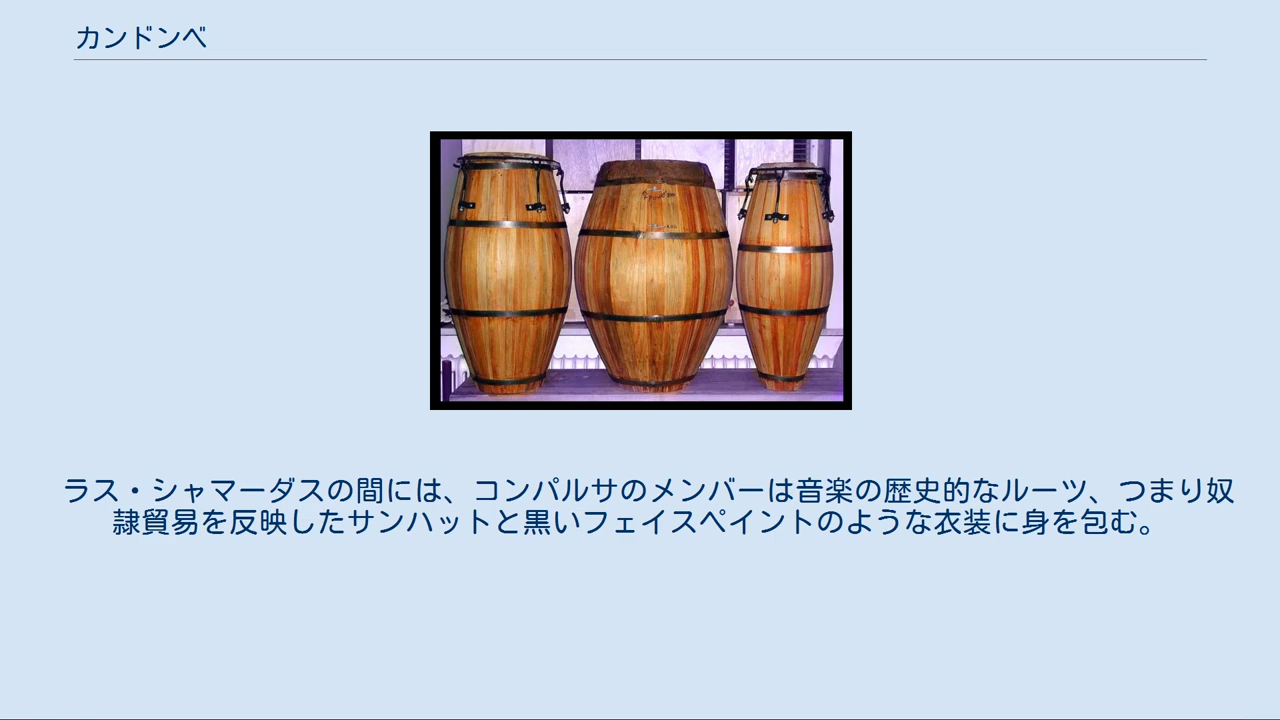 カンドンベ
ラス・シャマーダスの間には、コンパルサのメンバーは音楽の歴史的なルーツ、つまり奴
隷貿易を反映したサンハットと黒いフェイスペイントのような衣装に身を包む。